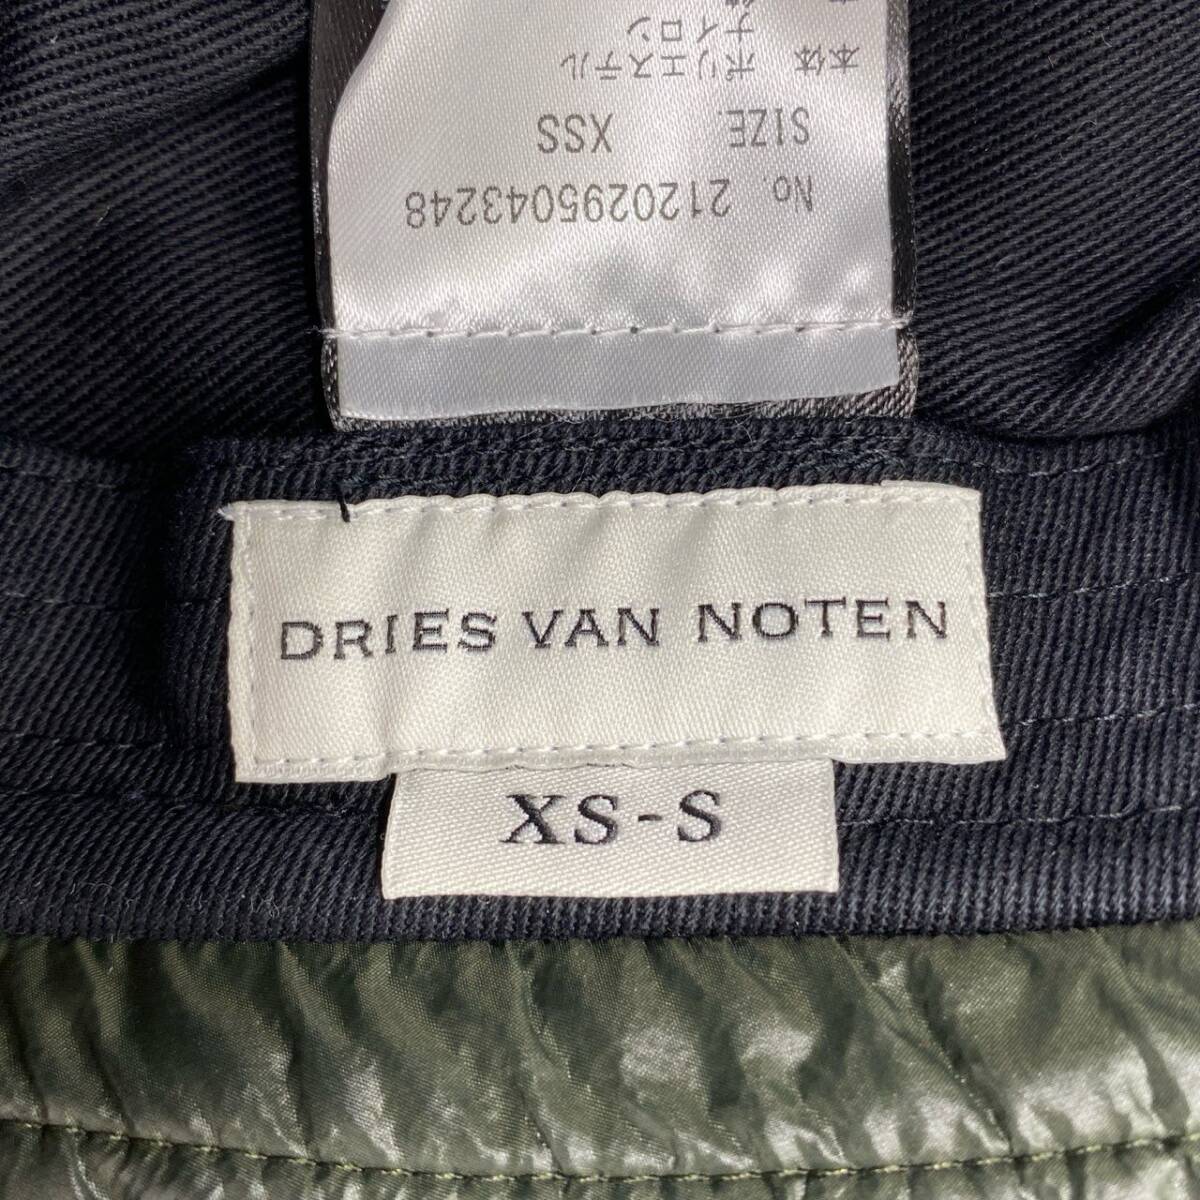 No. 2120295043248
SIZE. XSS
本体 ポリエステル
ナイロン
DRIES VAN NOTEN
XS-S